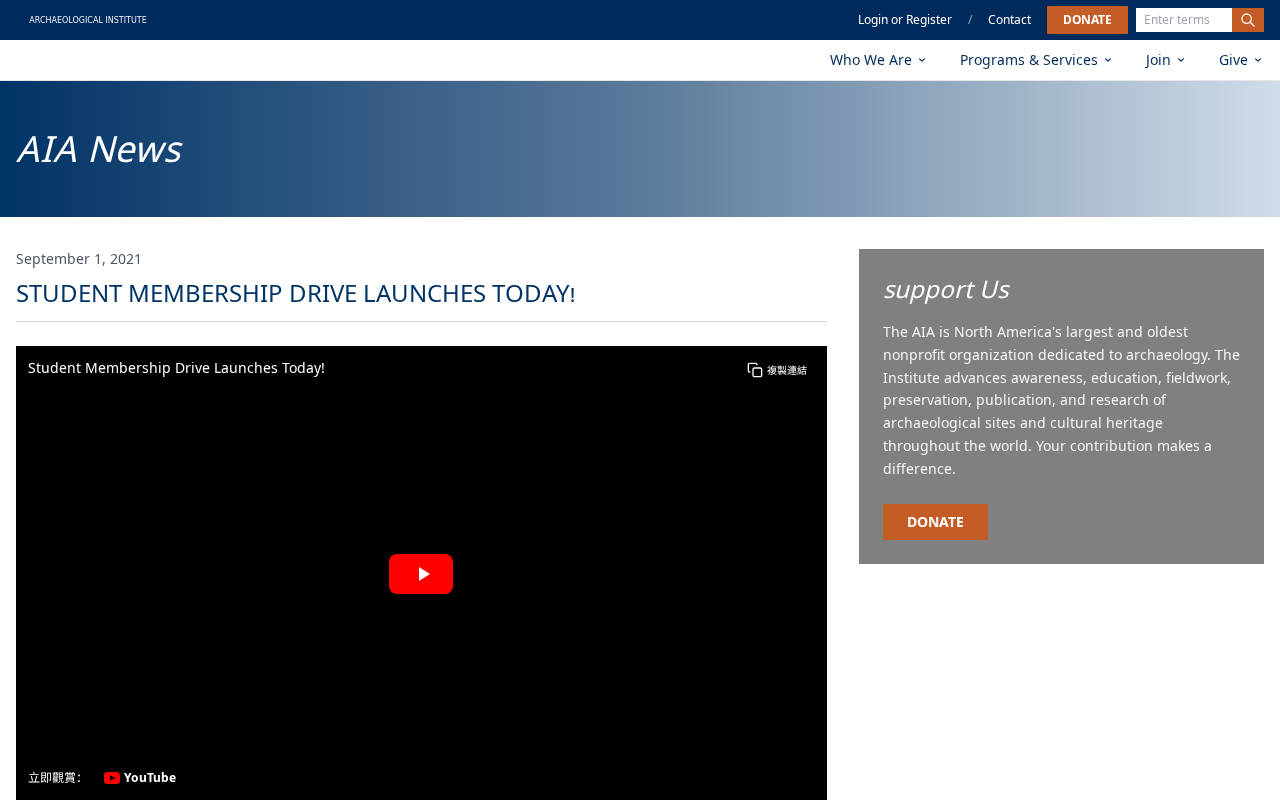 ARCHAEOLOGICAL INSTITUTE
Login or Register / Contact DONATE Enter terms
Who We Are Programs & Services Join Give
AIA News
September 1, 2021
STUDENT MEMBERSHIP DRIVE LAUNCHES TODAY!
Student Membership Drive Launches Today!
複製連結
立即觀賞：
YouTube
support Us
The AIA is North America's largest and oldest
nonprofit organization dedicated to archaeology. The
Institute advances awareness, education, fieldwork,
preservation, publication, and research of
archaeological sites and cultural heritage
throughout the world. Your contribution makes a
difference.
DONATE